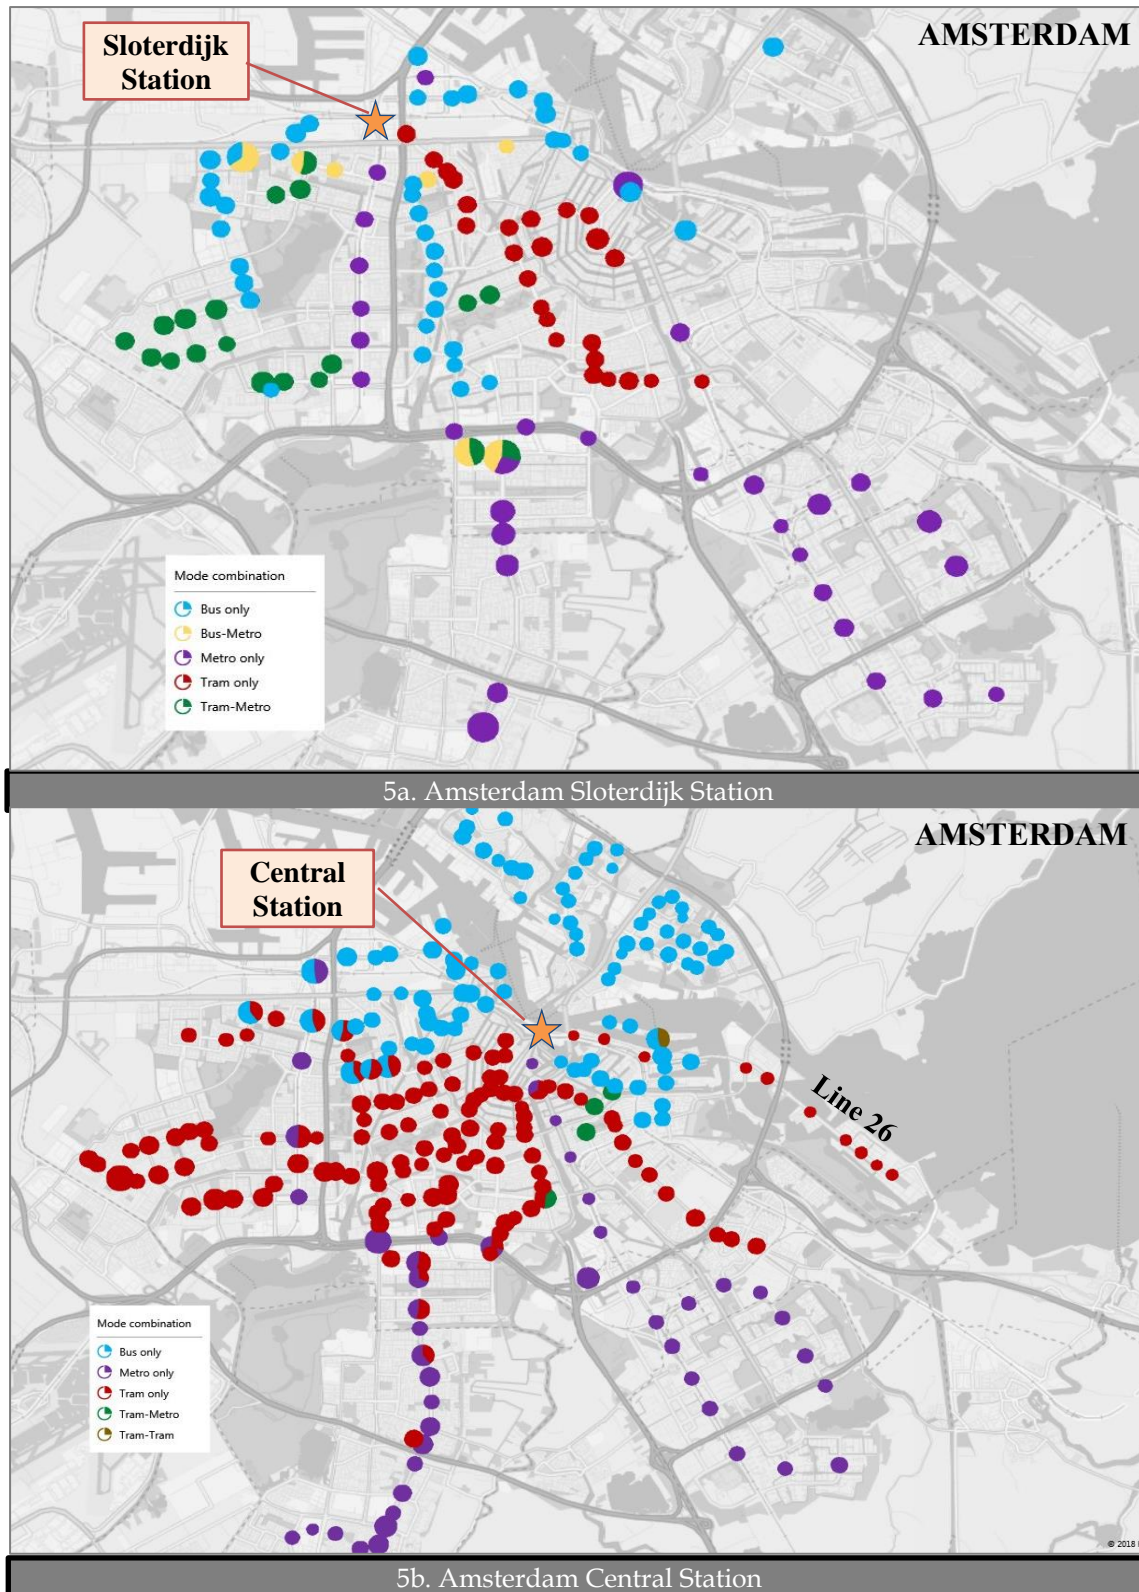 AMSTERDAM
Sloterdijk
Station
Mode combination
Bus only
Bus-Metro
Metro only
Tram only
Tram-Metro
5a. Amsterdam Sloterdijk Station
AMSTERDAM
Central
Station
Line 26
Mode combination
Bus only
Metro only
Tram only
Tram-Metro
Tram-Tram
© 2018
5b. Amsterdam Central Station